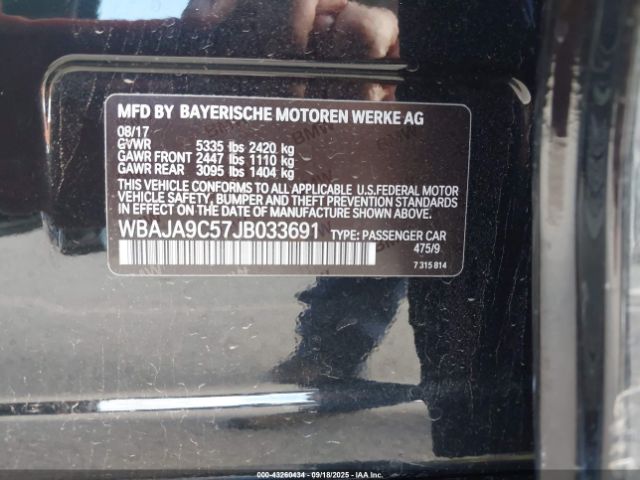 MFD BY BAYERISCHE MOTOREN WERKE AG
08/17
GVWR 5335 lbs 2420 kg
GAWR FRONT 2447 lbs 1110 kg
GAWR REAR 3095 lbs 1404 kg
THIS VEHICLE CONFORMS TO ALL APPLICABLE U.S.FEDERAL MOTOR
VEHICLE SAFETY, BUMPER AND THEFT PREVENTION STANDARDS
IN EFFECT ON THE DATE OF MANUFACTURE SHOWN ABOVE.
WBAJA9C57JB033691 TYPE: PASSENGER CAR
475/9
7 315 814
000-43260434 - 09/18/2025 - IAAI.COM